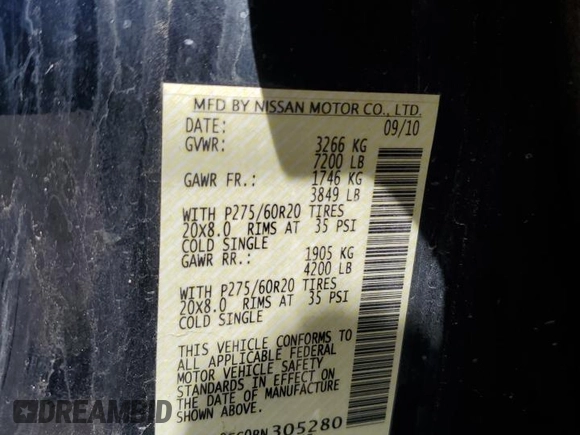 MFD BY NISSAN MOTOR CO., LTD.
DATE: 09/10
GVWR: 3266 KG
7200 LB
GAWR FR.: 1746 KG
3849 LB
WITH P275/60R20 TIRES
20X8.0 RIMS AT 35 PSI
COLD SINGLE
GAWR RR.: 1905 KG
4200 LB
WITH P275/60R20 TIRES
20X8.0 RIMS AT 35 PSI
COLD SINGLE
THIS VEHICLE CONFORMS TO
ALL APPLICABLE FEDERAL
MOTOR VEHICLE SAFETY
STANDARDS IN EFFECT ON
THE DATE OF MANUFACTURE
SHOWN ABOVE.
305280
DREAMBID